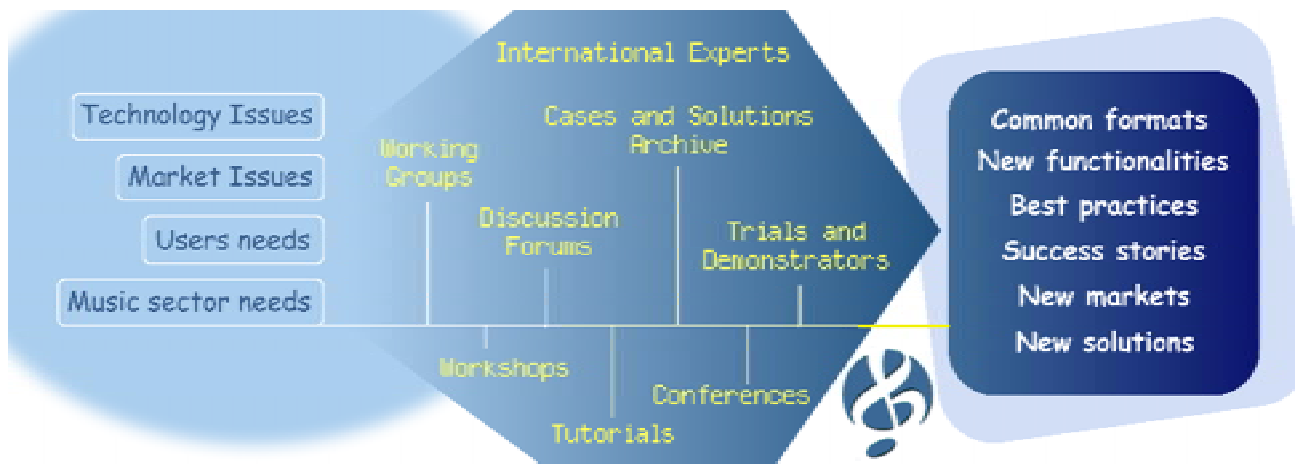 Technology Issues
Market Issues
Users needs
Music sector needs
International Experts
Cases and Solutions
Archive
Working
Groups
Discussion
Forums
Trials and
Demonstrators
Workshops
Conferences
Tutorials
Common formats
New functionalities
Best practices
Success stories
New markets
New solutions